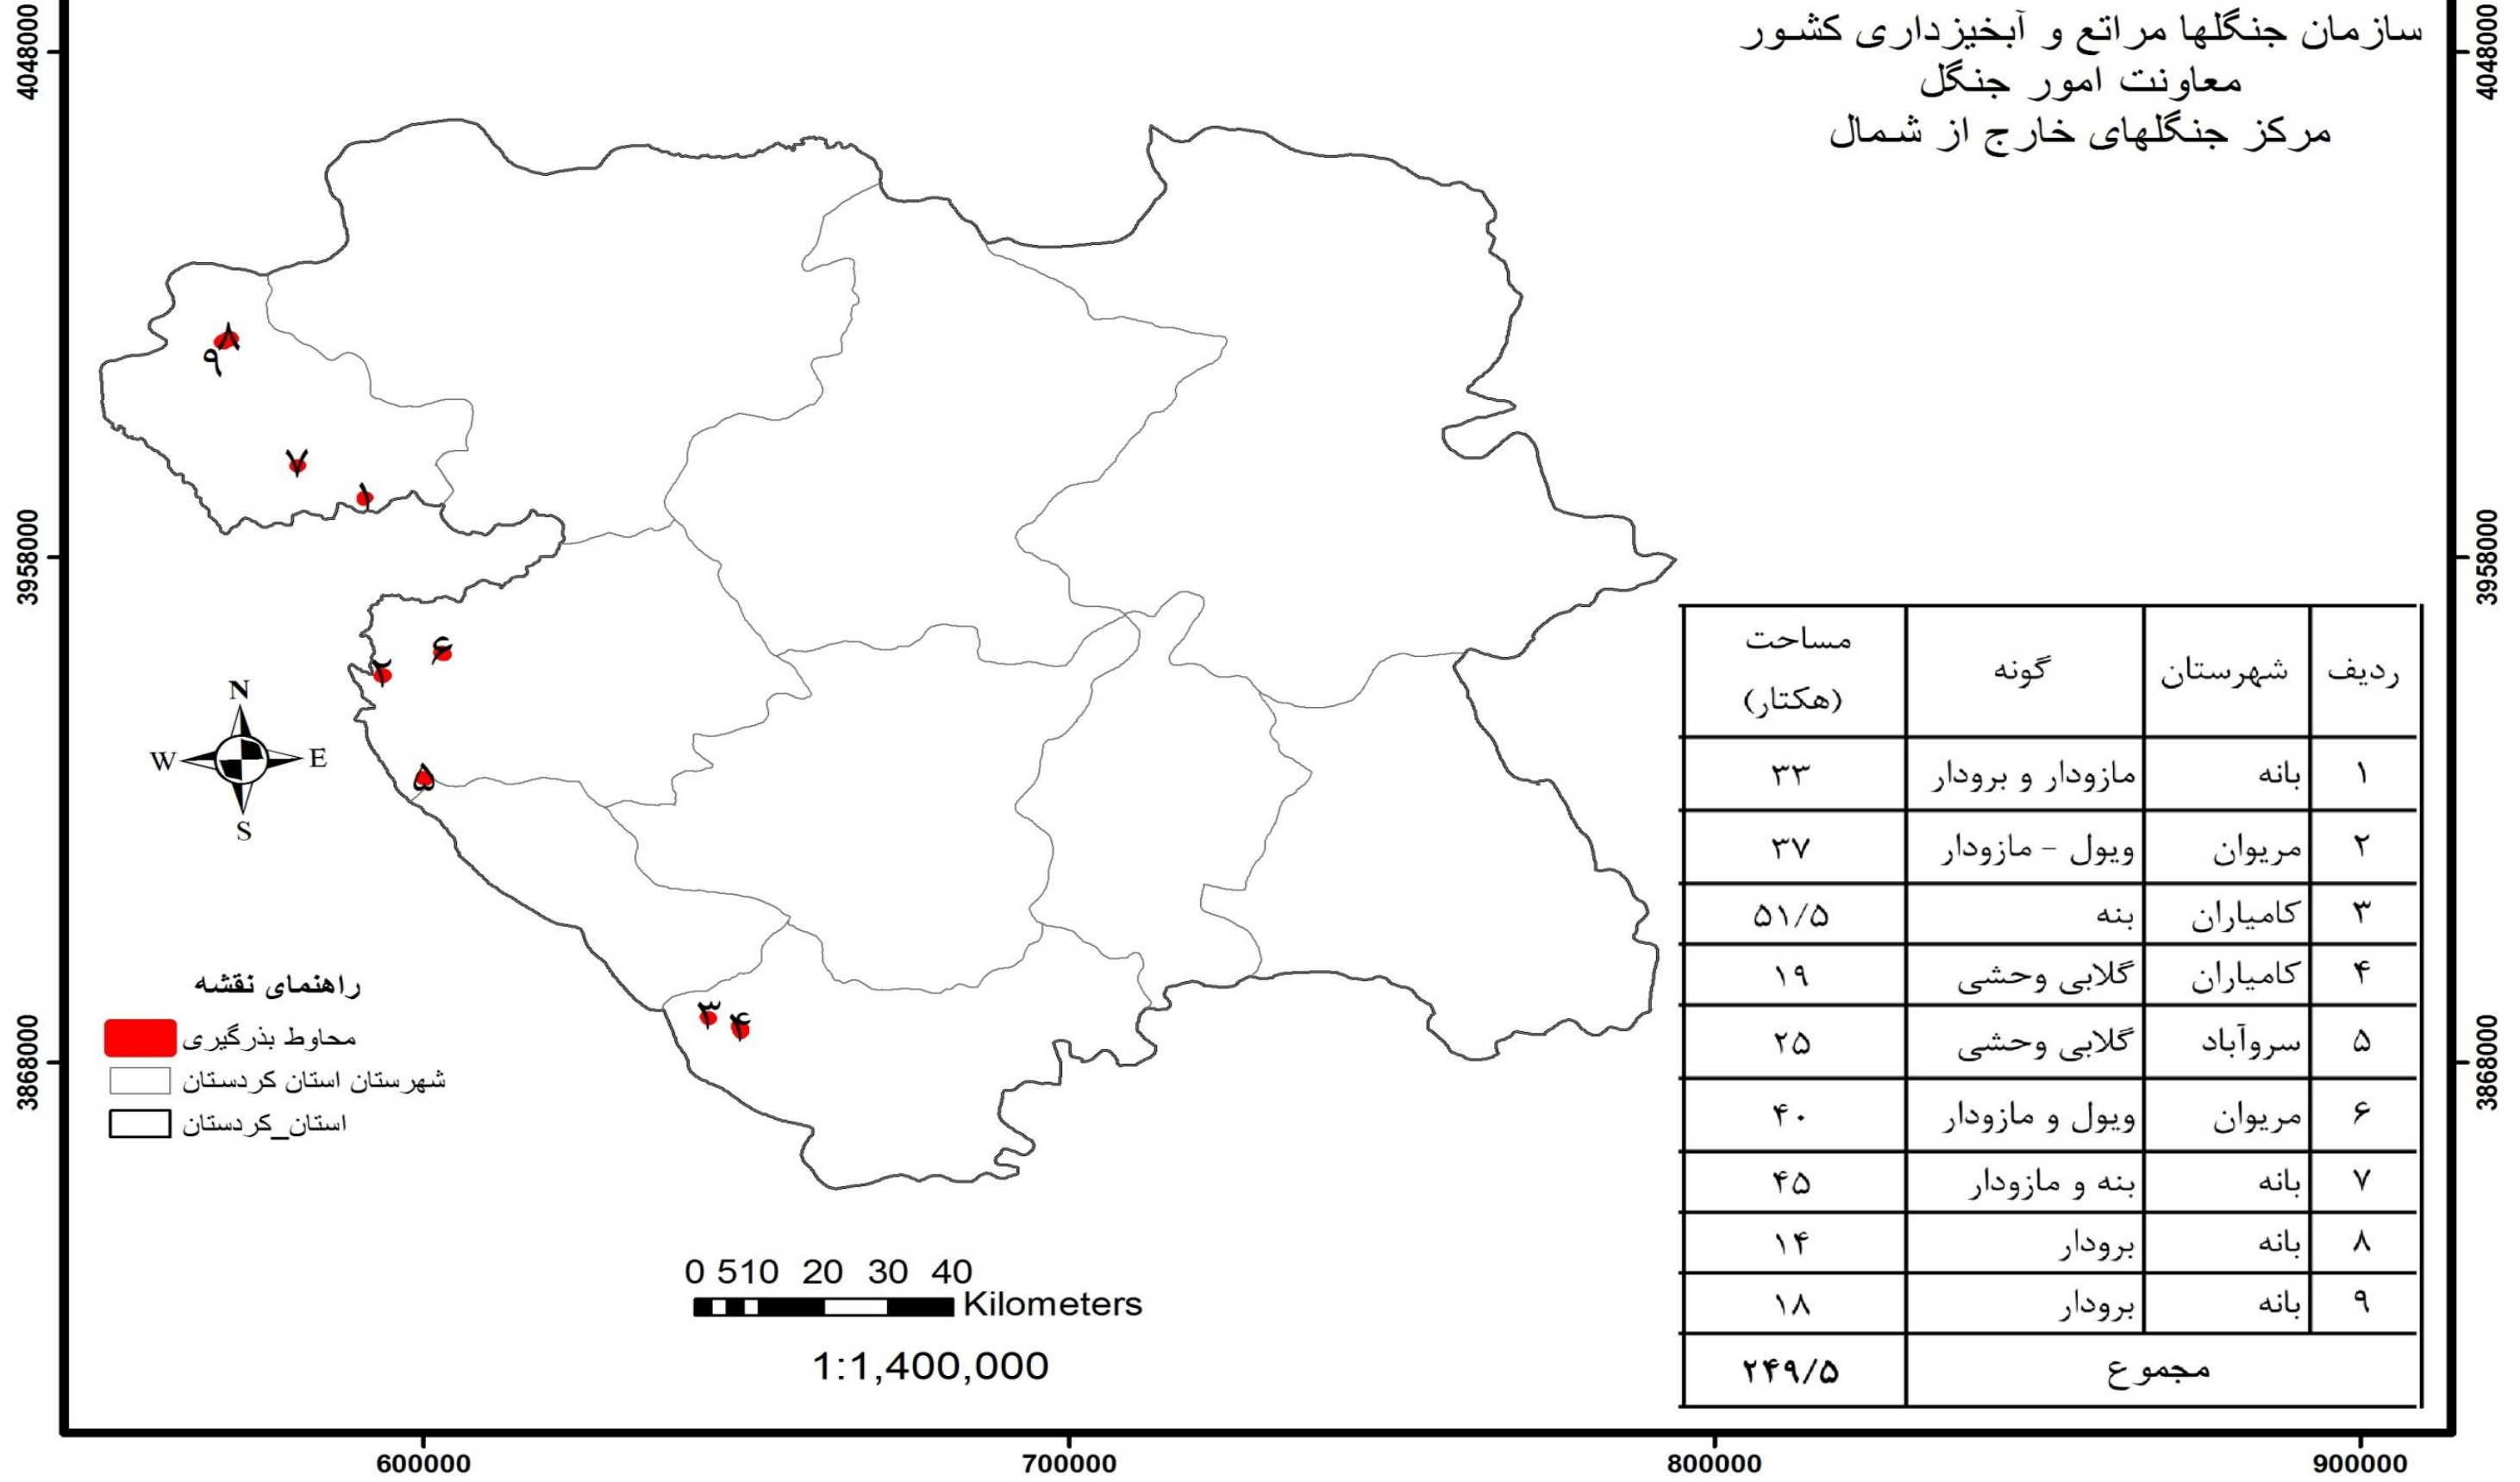 سازمان جنگلها مراتع و آبخیزداری کشور
معاونت امور جنگل
مرکز جنگلهای خارج از شمال
4048000
4048000
3958000
3958000
3868000
3868000
۸
۹
۷
۱
۶
۲
۵
۳
۴
N
W
E
S
ردیف شهرستان گونه مساحت (هکتار)
۱ بانه مازودار و برودار ۳۳
۲ مریوان ویول - مازودار ۳۷
۳ کامیاران بنه ۵۱/۵
۴ کامیاران گلابی وحشی ۱۹
۵ سروآباد گلابی وحشی ۲۵
۶ مریوان ویول و مازودار ۴۰
۷ بانه بنه و مازودار ۴۵
۸ بانه برودار ۱۴
۹ بانه برودار ۱۸
مجموع ۲۴۹/۵
راهنمای نقشه
محاوط بذرگیری
شهرستان استان کردستان
استان_کردستان
0 510 20 30 40
Kilometers
1:1,400,000
600000 700000 800000 900000